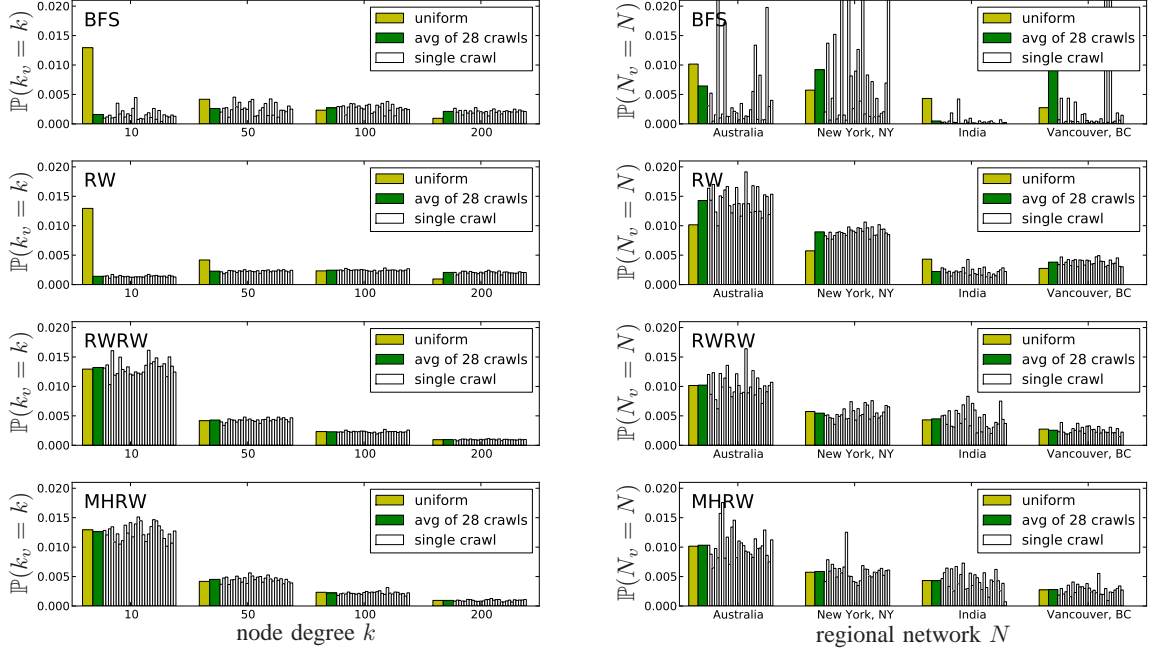 BFS
uniform
avg of 28 crawls
single crawl
ℙ(k_v = k)
0.020
0.015
0.010
0.005
0.000
10
50
100
200
BFS
uniform
avg of 28 crawls
single crawl
ℙ(N_v = N)
0.020
0.015
0.010
0.005
0.000
Australia
New York, NY
India
Vancouver, BC
RW
uniform
avg of 28 crawls
single crawl
ℙ(k_v = k)
0.020
0.015
0.010
0.005
0.000
10
50
100
200
RW
uniform
avg of 28 crawls
single crawl
ℙ(N_v = N)
0.020
0.015
0.010
0.005
0.000
Australia
New York, NY
India
Vancouver, BC
RWRW
uniform
avg of 28 crawls
single crawl
ℙ(k_v = k)
0.020
0.015
0.010
0.005
0.000
10
50
100
200
RWRW
uniform
avg of 28 crawls
single crawl
ℙ(N_v = N)
0.020
0.015
0.010
0.005
0.000
Australia
New York, NY
India
Vancouver, BC
MHRW
uniform
avg of 28 crawls
single crawl
ℙ(k_v = k)
0.020
0.015
0.010
0.005
0.000
10
50
100
200
node degree k
MHRW
uniform
avg of 28 crawls
single crawl
ℙ(N_v = N)
0.020
0.015
0.010
0.005
0.000
Australia
New York, NY
India
Vancouver, BC
regional network N